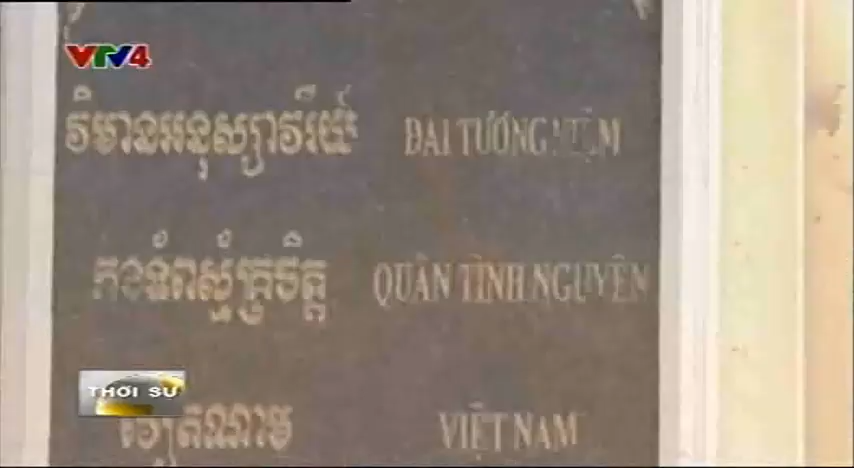 VTV4
វិមានអនុស្សាវរីយ៍ ĐÀI TƯỞNG NIỆM
កងទ័ពស្ម័គ្រចិត្ត QUÂN TÌNH NGUYỆN
THỜI SỰ
វៀតណាម VIỆT NAM